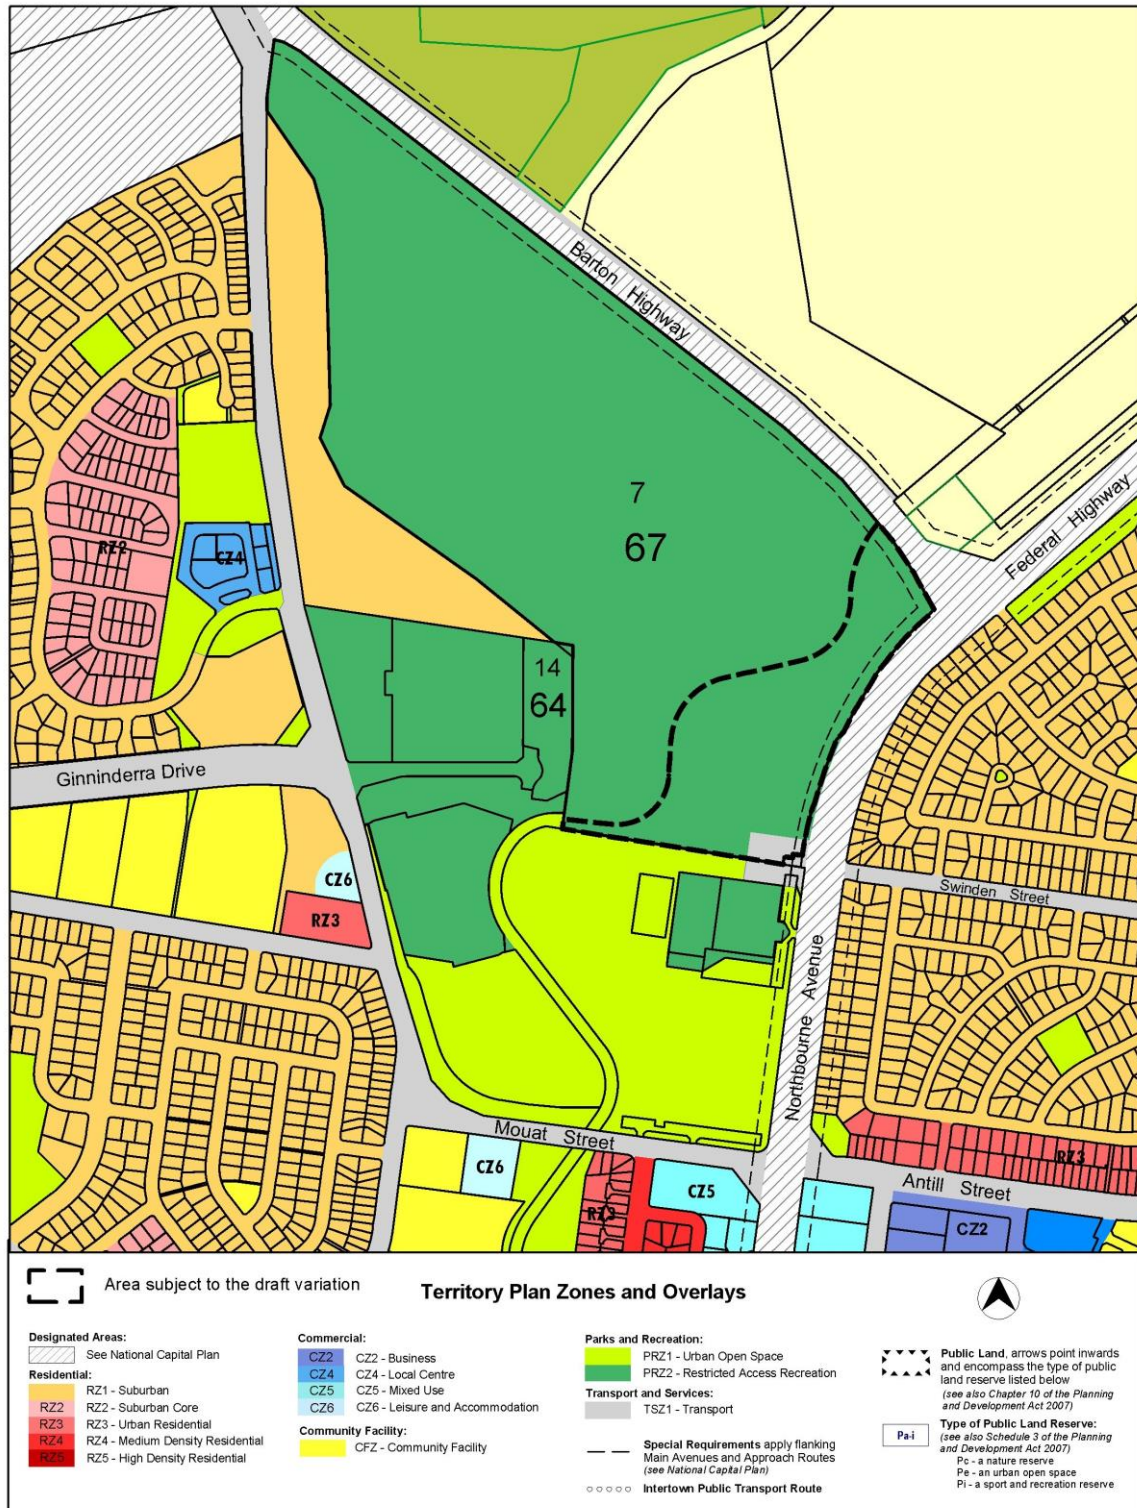 Barton Highway
7
67
Federal Highway
RZ2
CZ4
14
64
Ginninderra Drive
CZ6
RZ3
Swinden Street
Northbourne Avenue
Mouat Street
CZ6
RZ3
CZ5
RZ3
Antill Street
CZ2
Area subject to the draft variation
Territory Plan Zones and Overlays
Designated Areas:
See National Capital Plan
Residential:
RZ1 - Suburban
RZ2 RZ2 - Suburban Core
RZ3 RZ3 - Urban Residential
RZ4 RZ4 - Medium Density Residential
RZ5 RZ5 - High Density Residential
Commercial:
CZ2 CZ2 - Business
CZ4 CZ4 - Local Centre
CZ5 CZ5 - Mixed Use
CZ6 CZ6 - Leisure and Accommodation
Community Facility:
CFZ - Community Facility
Parks and Recreation:
PRZ1 - Urban Open Space
PRZ2 - Restricted Access Recreation
Transport and Services:
TSZ1 - Transport
Special Requirements apply flanking
Main Avenues and Approach Routes
(see National Capital Plan)
Intertown Public Transport Route
Public Land, arrows point inwards
and encompass the type of public
land reserve listed below
(see also Chapter 10 of the Planning
and Development Act 2007)
Type of Public Land Reserve:
Pa-i
(see also Schedule 3 of the Planning
and Development Act 2007)
Pc - a nature reserve
Pe - an urban open space
Pi - a sport and recreation reserve